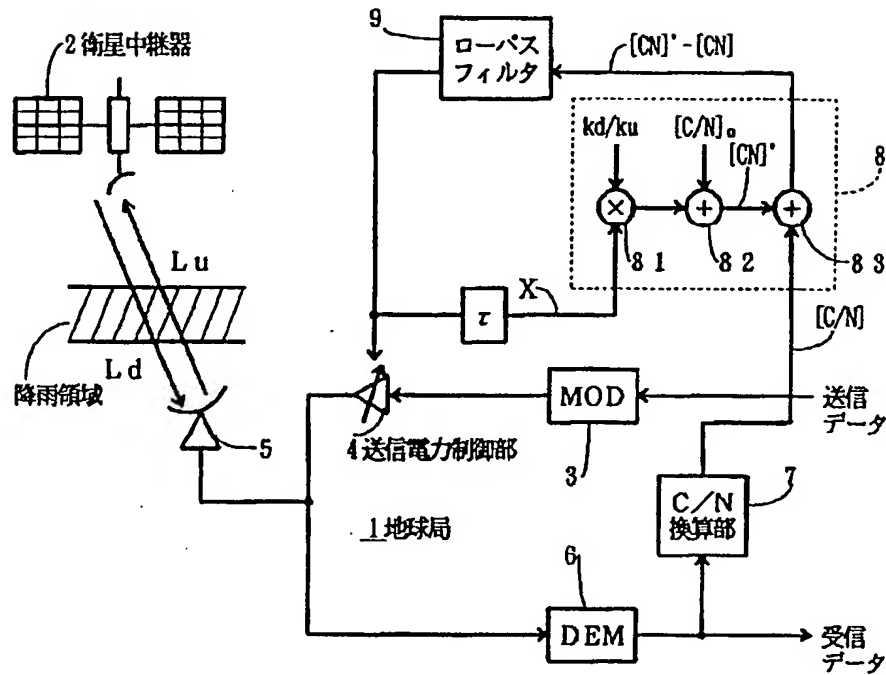 2 衛星中継器
9
ローパス
フィルタ
[CN]'-[CN]
kd/ku
[C/N]₀
[CN]'
8
×
+
+
8 1
8 2
8 3
Lu
X
τ
[C/N]
Ld
降雨領域
5
4 送信電力制御部
MOD
3
送信
データ
C/N
換算部
7
1 地球局
6
DEM
受信
データ